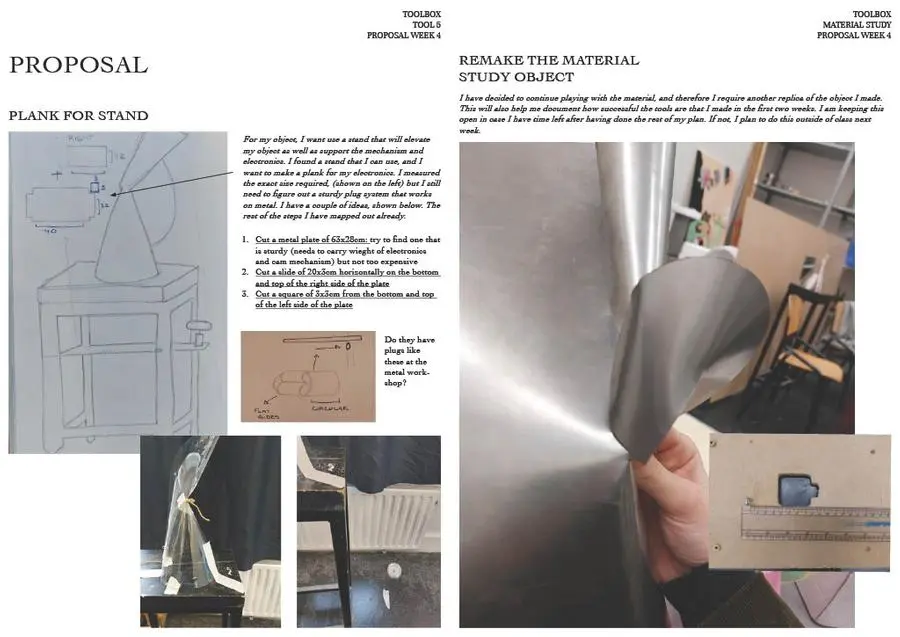 TOOLBOX
TOOL 5
PROPOSAL WEEK 4
PROPOSAL
PLANK FOR STAND
RIGHT
For my object, I want use a stand that will elevate
my object as well as support the mechanism and
electronics. I found a stand that I can use, and I
want to make a plank for my electronics. I measured
the exact size required, (shown on the left) but I still
need to figure out a sturdy plug system that works
on metal. I have a couple of ideas, shown below. The
rest of the steps I have mapped out already.
1. Cut a metal plate of 63x28cm: try to find one that
is sturdy (needs to carry wieght of electronics
and cam mechanism) but not too expensive
2. Cut a slide of 20x3cm horizontally on the bottom
and top of the right side of the plate
3. Cut a square of 3x3cm from the bottom and top
of the left side of the plate
FLAT
SIDES
CIRCULAR
Do they have
plugs like
these at the
metal work-
shop?
TOOLBOX
MATERIAL STUDY
PROPOSAL WEEK 4
REMAKE THE MATERIAL
STUDY OBJECT
I have decided to continue playing with the material, and therefore I require another replica of the object I made.
This will also help me document how successful the tools are that I made in the first two weeks. I am keeping this
open in case I have time left after having done the rest of my plan. If not, I plan to do this outside of class next
week.